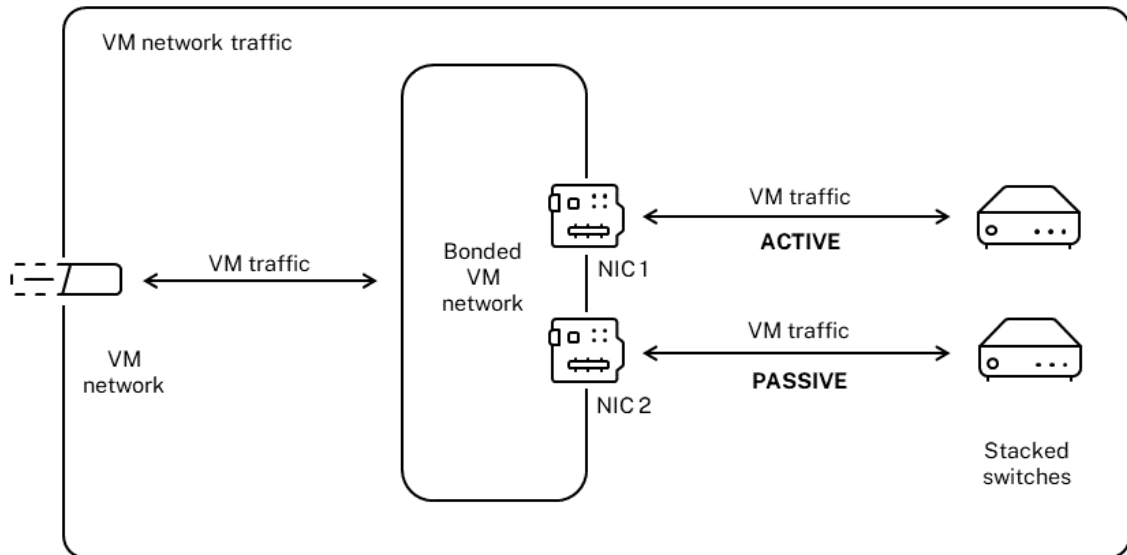 VM network traffic
VM traffic
VM
network
Bonded
VM
network
VM traffic
ACTIVE
NIC 1
VM traffic
PASSIVE
NIC 2
Stacked
switches